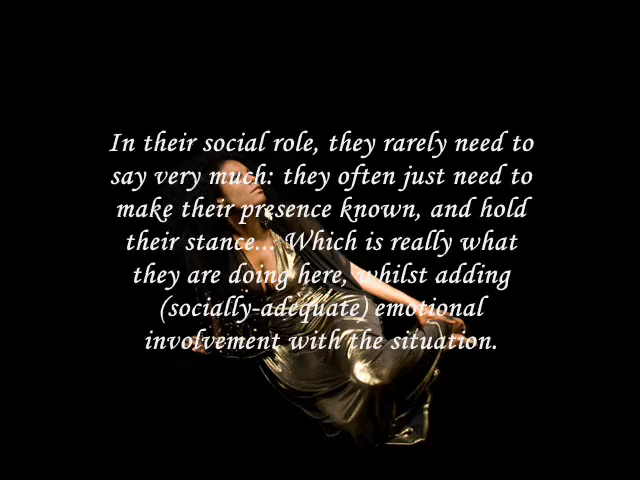 In their social role, they rarely need to
say very much: they often just need to
make their presence known, and hold
their stance... Which is really what
they are doing here, whilst adding
(socially-adequate) emotional
involvement with the situation.